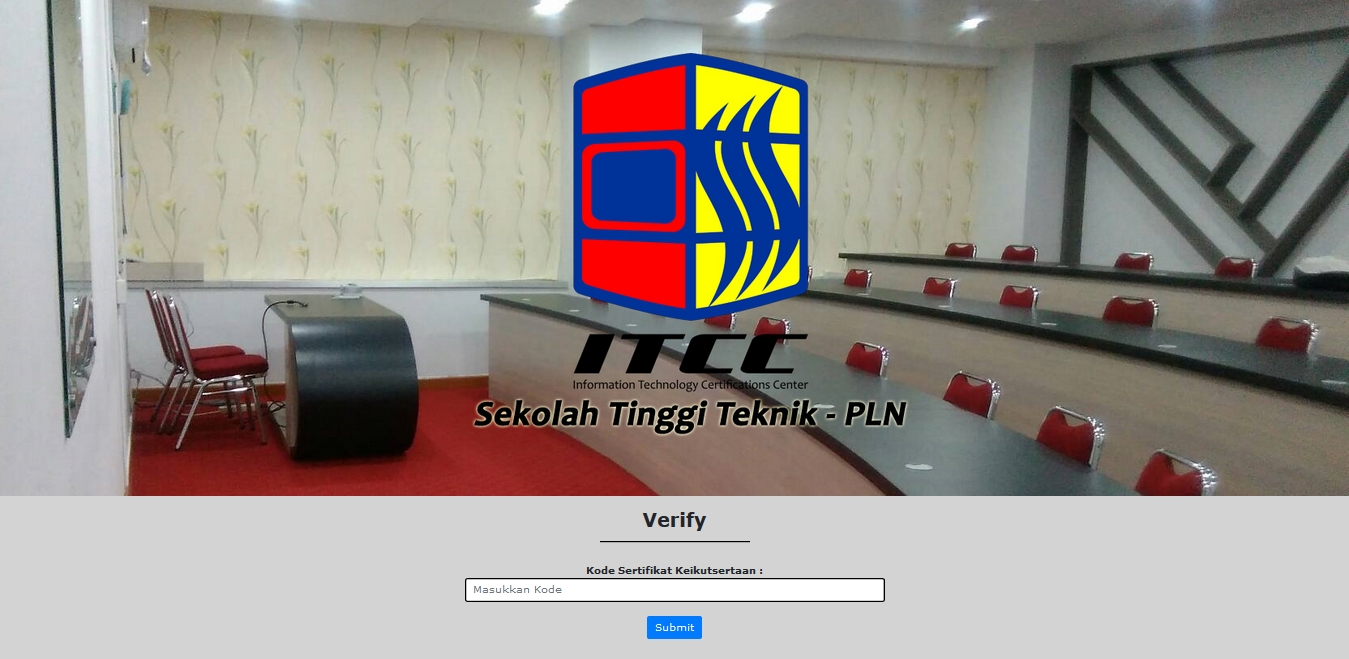 ITCC
Information Technology Certifications Center
Sekolah Tinggi Teknik - PLN
Verify
Kode Sertifikat Keikutsertaan :
Masukkan Kode
Submit